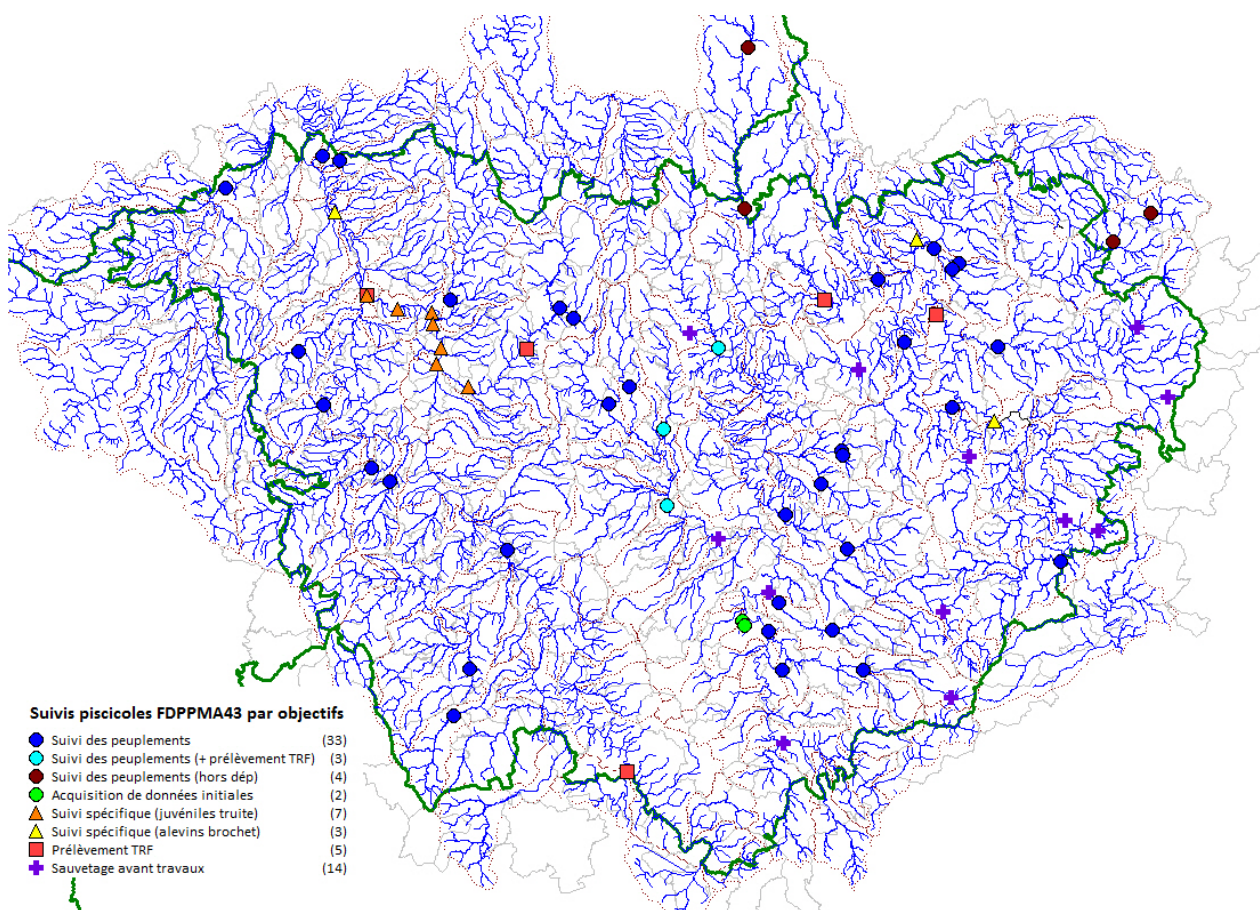 Suivis piscicoles FDPPMA43 par objectifs
Suivi des peuplements (33)
Suivi des peuplements (+ prélèvement TRF) (3)
Suivi des peuplements (hors dép) (4)
Acquisition de données initiales (2)
Suivi spécifique (juvéniles truite) (7)
Suivi spécifique (alevins brochet) (3)
Prélèvement TRF (5)
Sauvetage avant travaux (14)